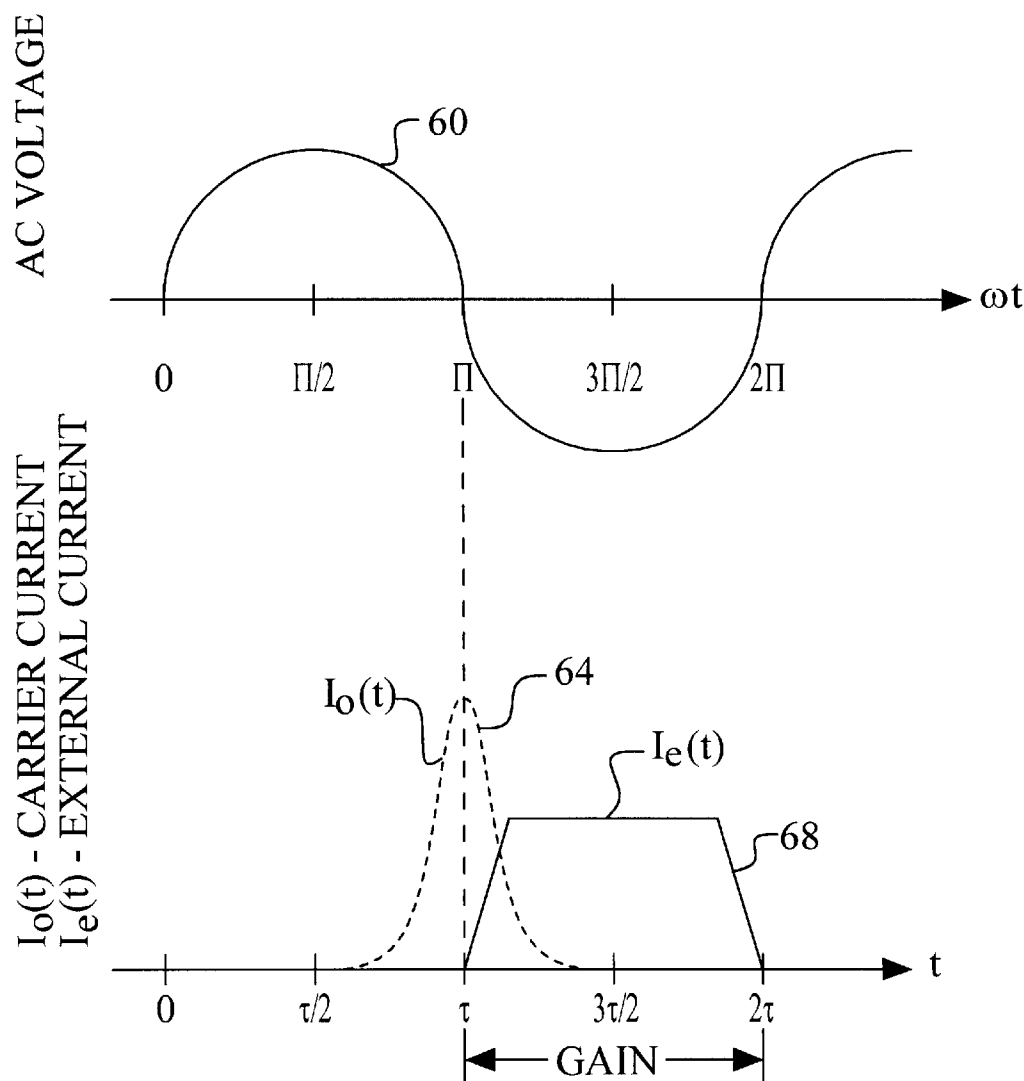 AC VOLTAGE
60
ωt
0 Π/2 Π 3Π/2 2Π
I₀(t) - CARRIER CURRENT
Iₑ(t) - EXTERNAL CURRENT
64
I₀(t)
Iₑ(t)
68
t
0 τ/2 τ 3τ/2 2τ
GAIN